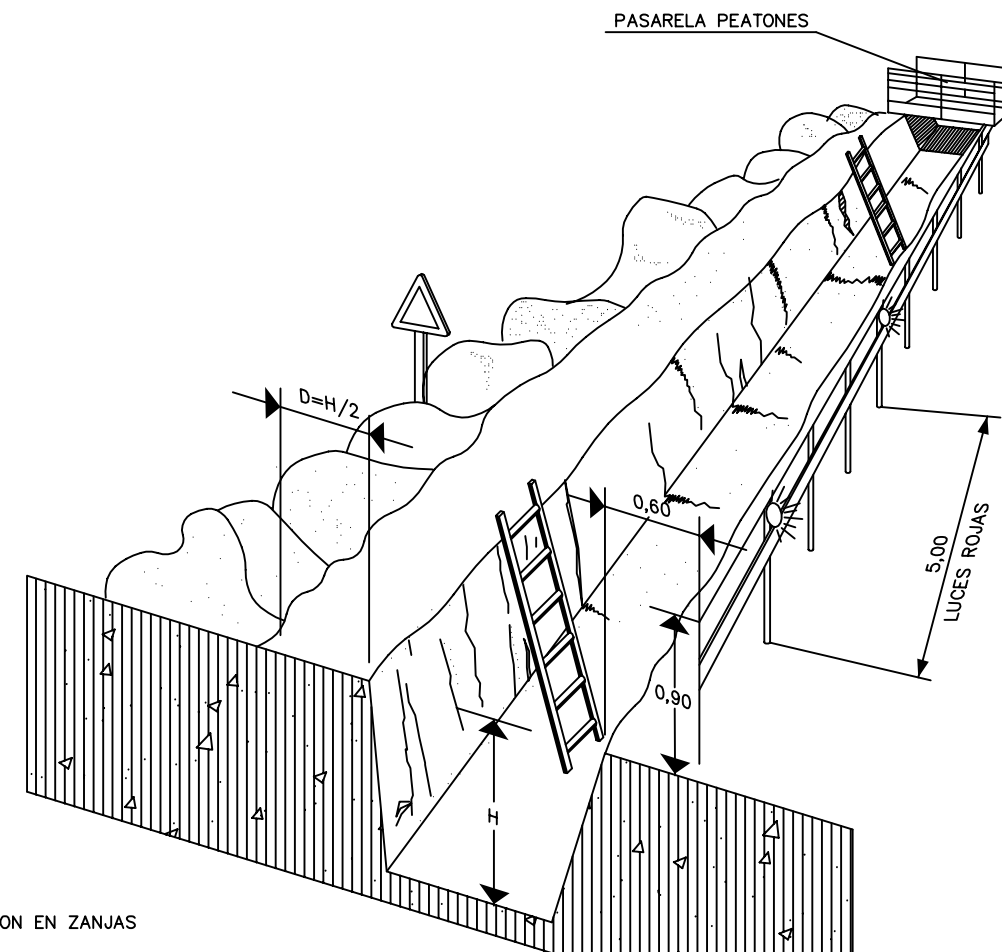 PASARELA PEATONES
D=H/2
0,60
5,00
LUCES ROJAS
0,90
H
ON EN ZANJAS